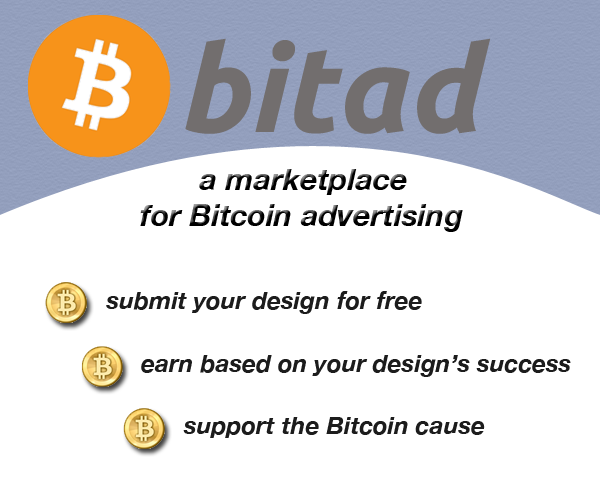 bitad
a marketplace
for Bitcoin advertising
submit your design for free
earn based on your design's success
support the Bitcoin cause